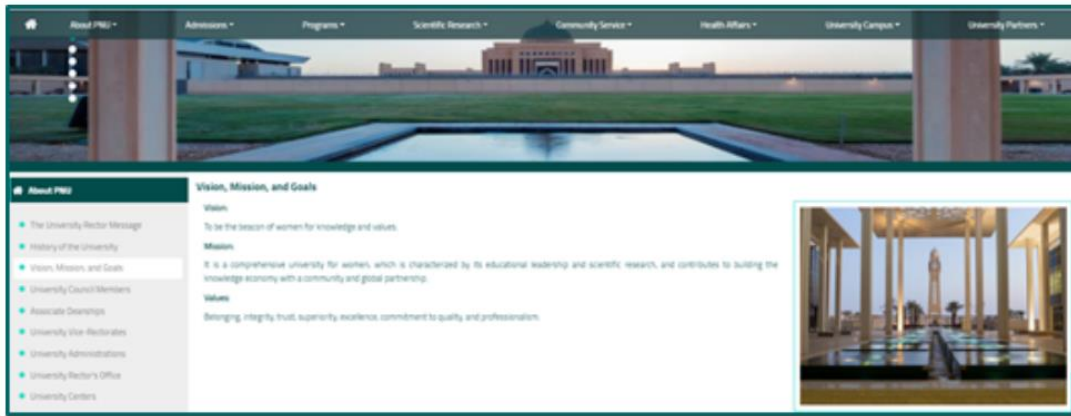 About PNU
Admissions
Programs
Scientific Research
Community Service
Health Affairs
University Campus
University Partners
About PNU
The University Rector Message
History of the University
Vision, Mission, and Goals
University Council Members
Associate Deanships
University Vice-Rectorates
University Administrations
University Rector's Office
University Centers
Vision, Mission, and Goals
Vision:
To be the beacon of women for knowledge and values.
Mission:
It is a comprehensive university for women, which is characterized by its educational leadership and scientific research, and contributes to building the
knowledge economy with a community and global partnership.
Values:
Belonging, integrity, trust, superiority, excellence, commitment to quality, and professionalism.